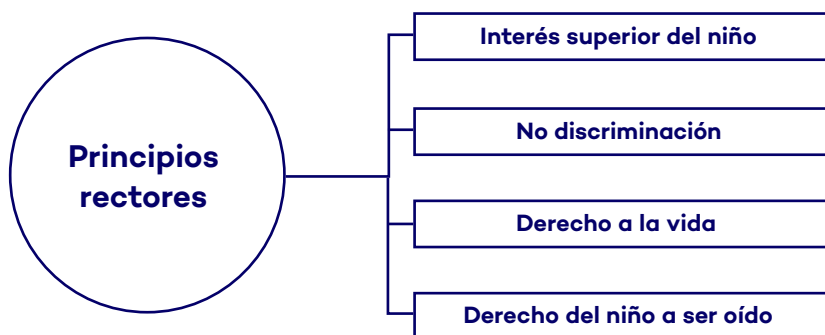 Principios
rectores
Interés superior del niño
No discriminación
Derecho a la vida
Derecho del niño a ser oído